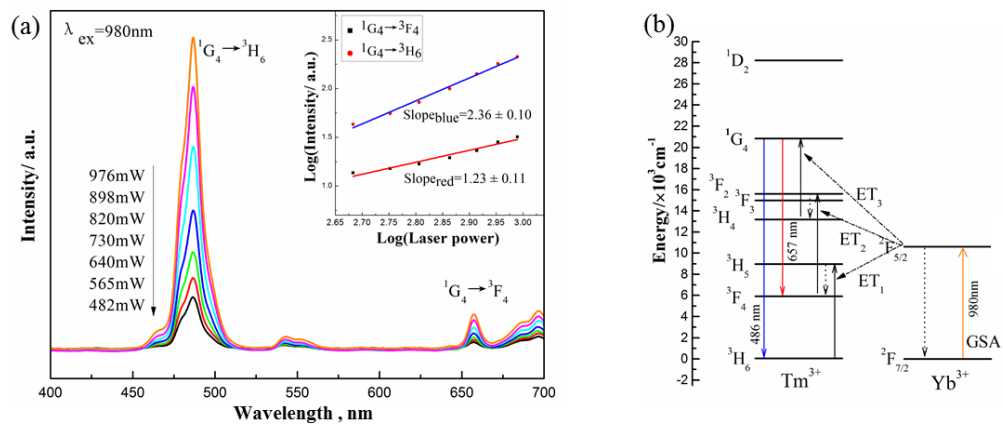 (a)
λ ex=980nm
¹G₄→³H₆
976mW
898mW
820mW
730mW
640mW
565mW
482mW
¹G₄→³F₄
Intensity/ a.u.
400 450 500 550 600 650 700
Wavelength , nm
¹G₄→³F₄
¹G₄→³H₆
Slope_blue=2.36 ± 0.10
Slope_red=1.23 ± 0.11
Log(Intensity/ a.u.)
2.5
2.0
1.5
1.0
2.65 2.70 2.75 2.80 2.85 2.90 2.95 3.00
Log(Laser power)
(b)
Energy/×10³cm⁻¹
30
28
26
24
22
20
18
16
14
12
10
8
6
4
2
0
-2
¹D₂
¹G₄
³F₂ ³F₃
³H₄
³H₅
³F₄
³H₆
486 nm
657 nm
ET₃
ET₂
ET₁
²F₅/₂
980nm
GSA
²F₇/₂
Tm³⁺
Yb³⁺